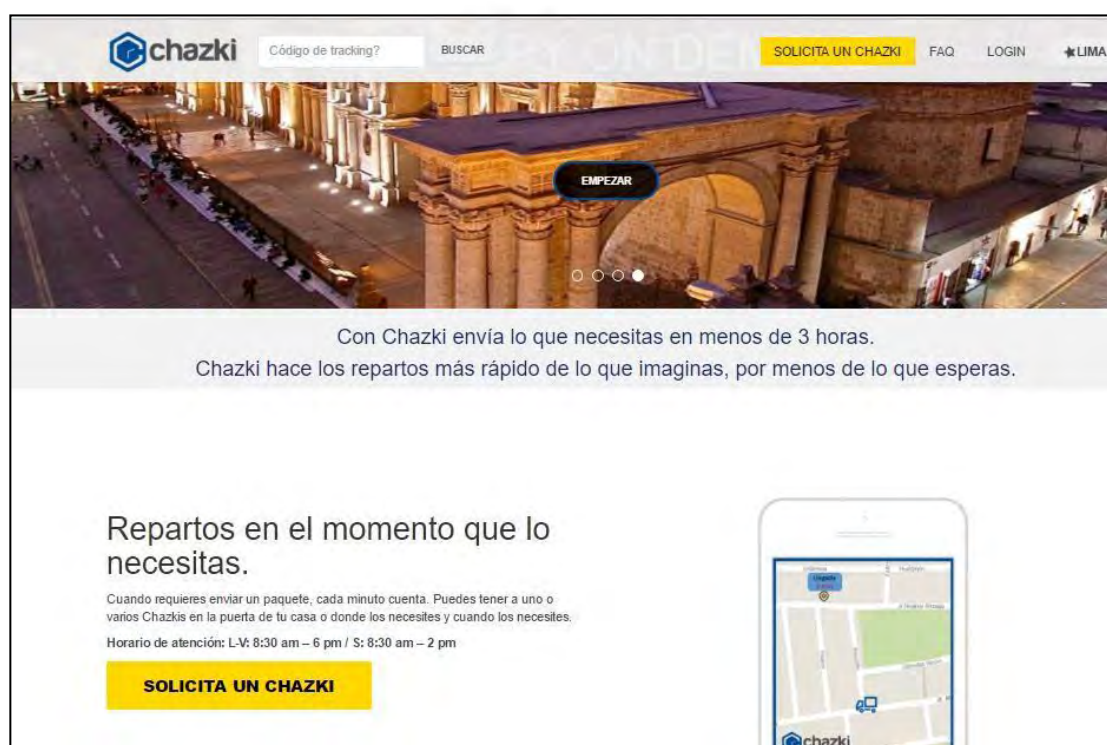 chazki
Código de tracking?
BUSCAR
SOLICITA UN CHAZKI
FAQ
LOGIN
LIMA
EMPEZAR
Con Chazki envía lo que necesitas en menos de 3 horas.
Chazki hace los repartos más rápido de lo que imaginas, por menos de lo que esperas.
Repartos en el momento que lo
necesitas.
Cuando requieres enviar un paquete, cada minuto cuenta. Puedes tener a uno o
varios Chazkis en la puerta de tu casa o donde los necesites y cuando los necesites.
Horario de atención: L-V: 8:30 am – 6 pm / S: 8:30 am – 2 pm
SOLICITA UN CHAZKI
Llegada
chazki